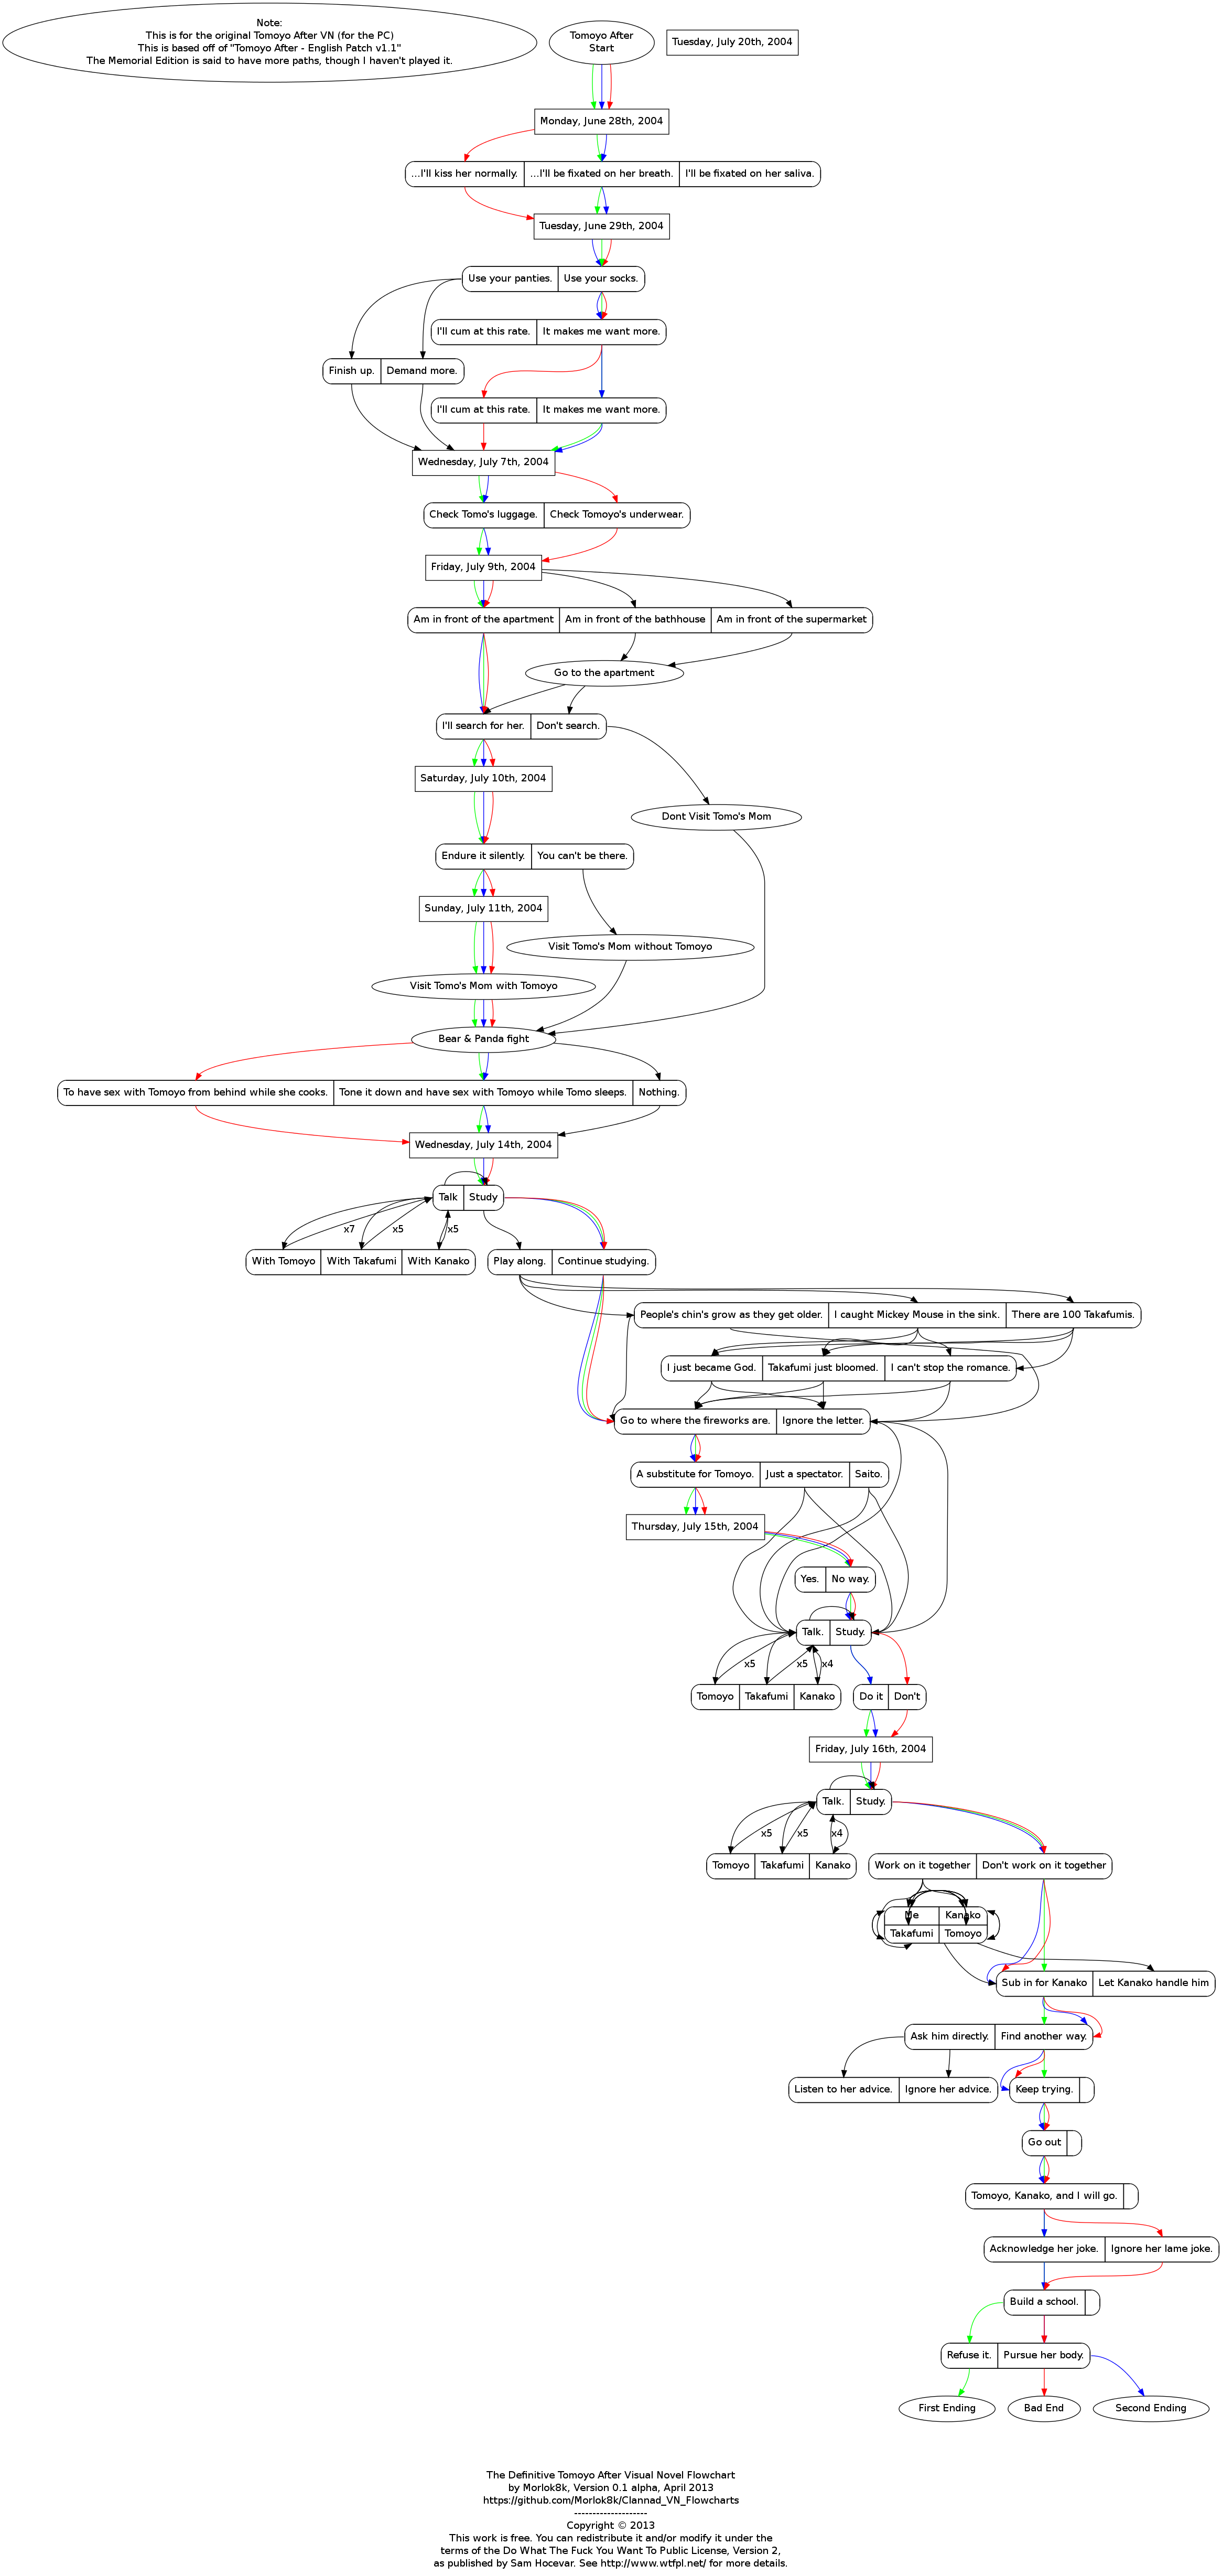 Note:
This is for the original Tomoyo After VN (for the PC)
This is based off of "Tomoyo After - English Patch v1.1"
The Memorial Edition is said to have more paths, though I haven't played it.
Tomoyo After
Start
Tuesday, July 20th, 2004
Monday, June 28th, 2004
...I'll kiss her normally.
...I'll be fixated on her breath.
I'll be fixated on her saliva.
Tuesday, June 29th, 2004
Use your panties.
Use your socks.
I'll cum at this rate.
It makes me want more.
Finish up.
Demand more.
I'll cum at this rate.
It makes me want more.
Wednesday, July 7th, 2004
Check Tomo's luggage.
Check Tomoyo's underwear.
Friday, July 9th, 2004
Am in front of the apartment
Am in front of the bathhouse
Am in front of the supermarket
Go to the apartment
I'll search for her.
Don't search.
Saturday, July 10th, 2004
Dont Visit Tomo's Mom
Endure it silently.
You can't be there.
Sunday, July 11th, 2004
Visit Tomo's Mom without Tomoyo
Visit Tomo's Mom with Tomoyo
Bear & Panda fight
To have sex with Tomoyo from behind while she cooks.
Tone it down and have sex with Tomoyo while Tomo sleeps.
Nothing.
Wednesday, July 14th, 2004
Talk
Study
x7
x5
x5
With Tomoyo
With Takafumi
With Kanako
Play along.
Continue studying.
People's chin's grow as they get older.
I caught Mickey Mouse in the sink.
There are 100 Takafumis.
I just became God.
Takafumi just bloomed.
I can't stop the romance.
Go to where the fireworks are.
Ignore the letter.
A substitute for Tomoyo.
Just a spectator.
Saito.
Thursday, July 15th, 2004
Yes.
No way.
Talk.
Study.
x5
x5
x4
Tomoyo
Takafumi
Kanako
Do it
Don't
Friday, July 16th, 2004
Talk.
Study.
x5
x5
x4
Tomoyo
Takafumi
Kanako
Work on it together
Don't work on it together
Me
Kanako
Takafumi
Tomoyo
Sub in for Kanako
Let Kanako handle him
Ask him directly.
Find another way.
Listen to her advice.
Ignore her advice.
Keep trying.
Go out
Tomoyo, Kanako, and I will go.
Acknowledge her joke.
Ignore her lame joke.
Build a school.
Refuse it.
Pursue her body.
First Ending
Bad End
Second Ending
The Definitive Tomoyo After Visual Novel Flowchart
by Morlok8k, Version 0.1 alpha, April 2013
https://github.com/Morlok8k/Clannad_VN_Flowcharts
--------------------
Copyright © 2013
This work is free. You can redistribute it and/or modify it under the
terms of the Do What The Fuck You Want To Public License, Version 2,
as published by Sam Hocevar. See http://www.wtfpl.net/ for more details.